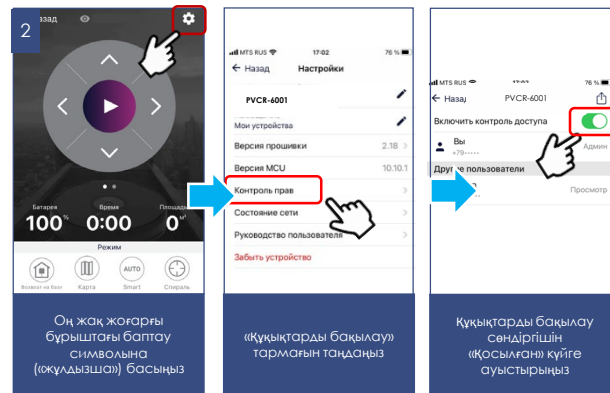 2
Назад
Батарея
Время
Площадь
100%
0:00
0 м²
Режим
Возврат на базу
Карта
AUTO
Smart
Спираль
Оң жақ жоғарғы
бұрыштағы баптау
символына
(«жұлдызша») басыңыз
MTS RUS 17:02 76 %
← Назад Настройки
PVCR-6001
Мои устройства
Версия прошивки 2.18 >
Версия MCU 10.10.1
Контроль прав >
Состояние сети >
Руководство пользователя >
Забыть устройство
«Құқықтарды бақылау»
тармағын таңдаңыз
MTS RUS 17:02 76 %
← Назад PVCR-6001
Включить контроль доступа
Вы
+79•••••
Админ
Другие пользователи
Просмотр
Құқықтарды бақылау
сөндіргішін
«Қосылған» күйге
ауыстырыңыз